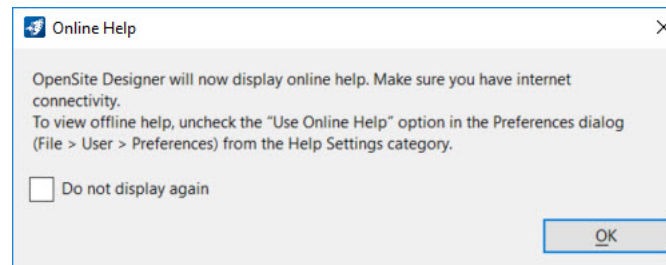 Online Help
OpenSite Designer will now display online help. Make sure you have internet
connectivity.
To view offline help, uncheck the “Use Online Help” option in the Preferences dialog
(File > User > Preferences) from the Help Settings category.
Do not display again
OK